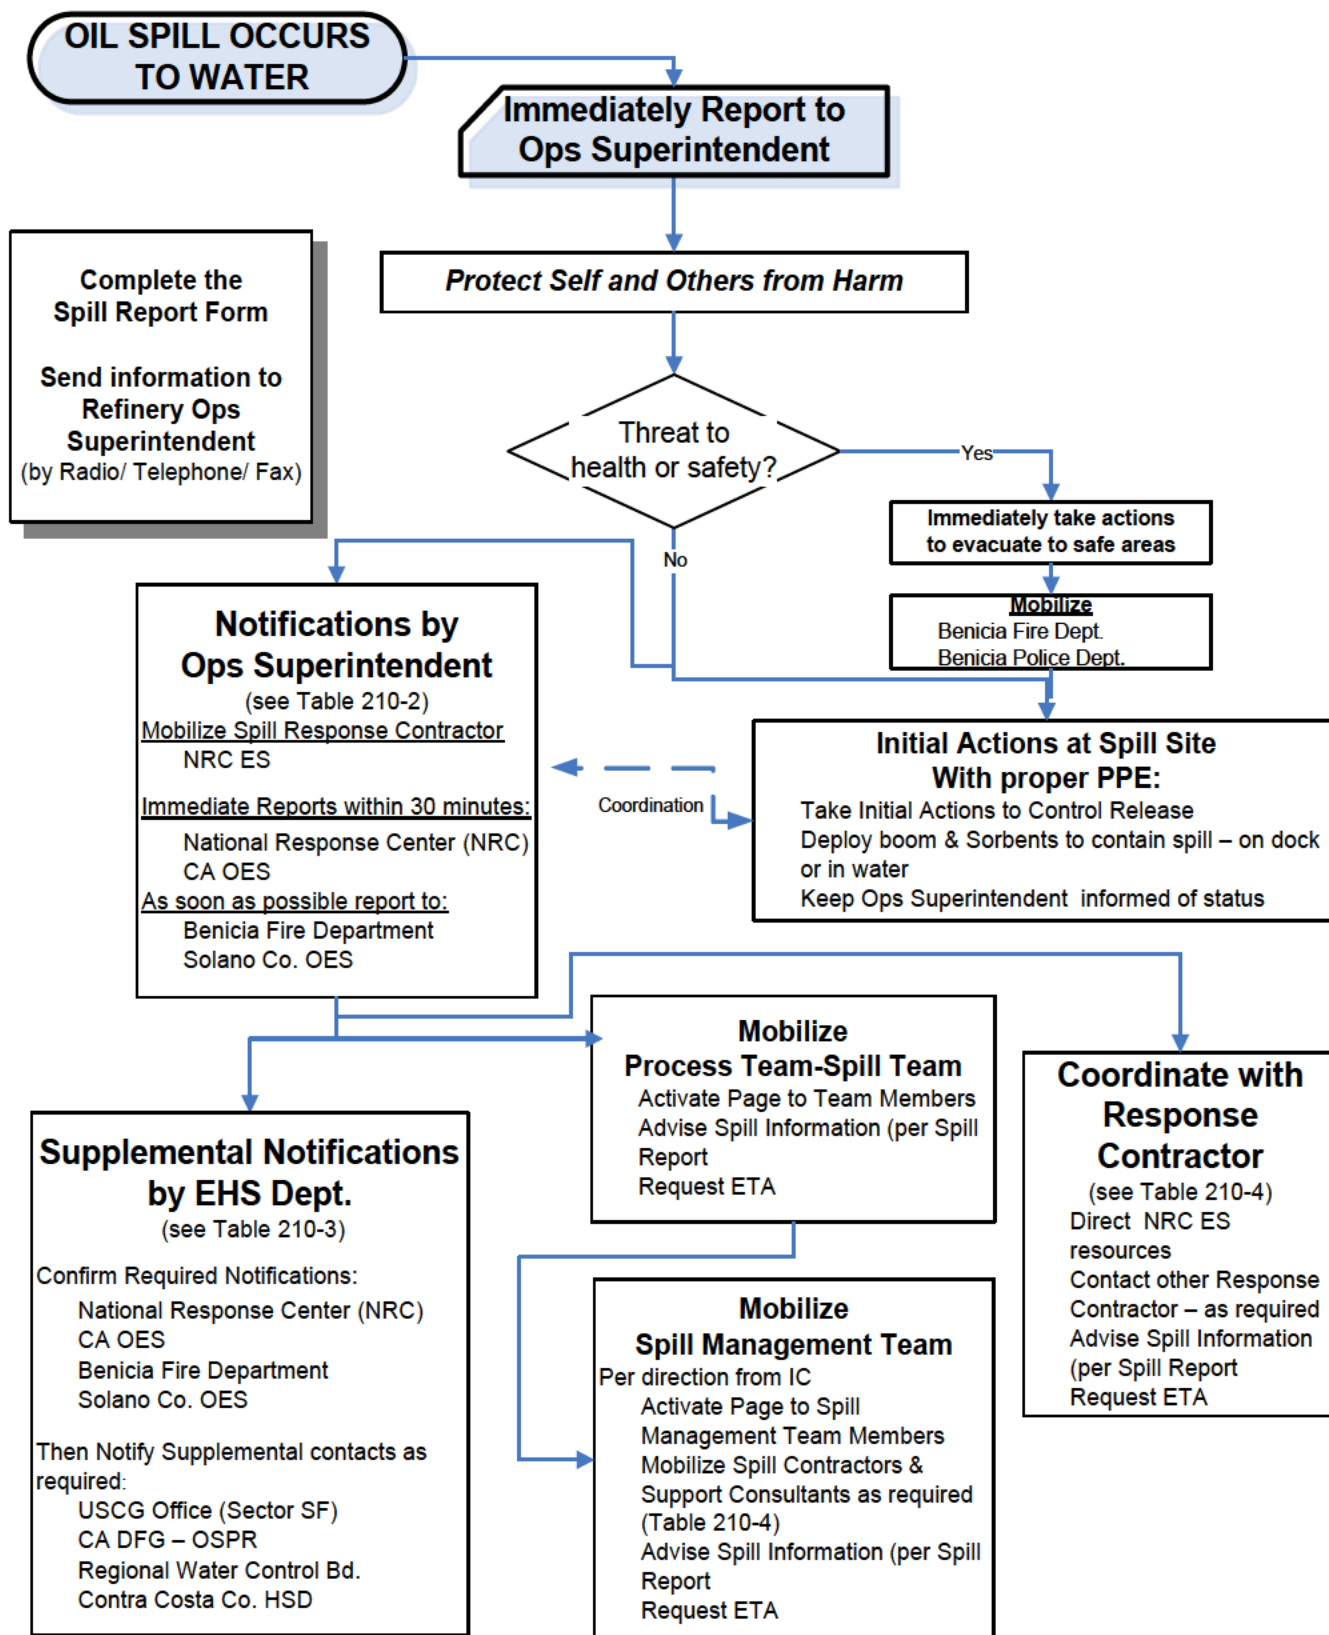 OIL SPILL OCCURS
TO WATER
Immediately Report to
Ops Superintendent
Protect Self and Others from Harm
Complete the
Spill Report Form
Send information to
Refinery Ops
Superintendent
(by Radio/ Telephone/ Fax)
Threat to
health or safety?
Yes
No
Immediately take actions
to evacuate to safe areas
Mobilize
Benicia Fire Dept.
Benicia Police Dept.
Notifications by
Ops Superintendent
(see Table 210-2)
Mobilize Spill Response Contractor
NRC ES
Immediate Reports within 30 minutes:
National Response Center (NRC)
CA OES
As soon as possible report to:
Benicia Fire Department
Solano Co. OES
Coordination
Initial Actions at Spill Site
With proper PPE:
Take Initial Actions to Control Release
Deploy boom & Sorbents to contain spill – on dock
or in water
Keep Ops Superintendent informed of status
Mobilize
Process Team-Spill Team
Activate Page to Team Members
Advise Spill Information (per Spill
Report
Request ETA
Coordinate with
Response
Contractor
(see Table 210-4)
Direct NRC ES
resources
Contact other Response
Contractor – as required
Advise Spill Information
(per Spill Report
Request ETA
Supplemental Notifications
by EHS Dept.
(see Table 210-3)
Confirm Required Notifications:
National Response Center (NRC)
CA OES
Benicia Fire Department
Solano Co. OES
Then Notify Supplemental contacts as
required:
USCG Office (Sector SF)
CA DFG – OSPR
Regional Water Control Bd.
Contra Costa Co. HSD
Mobilize
Spill Management Team
Per direction from IC
Activate Page to Spill
Management Team Members
Mobilize Spill Contractors &
Support Consultants as required
(Table 210-4)
Advise Spill Information (per Spill
Report
Request ETA